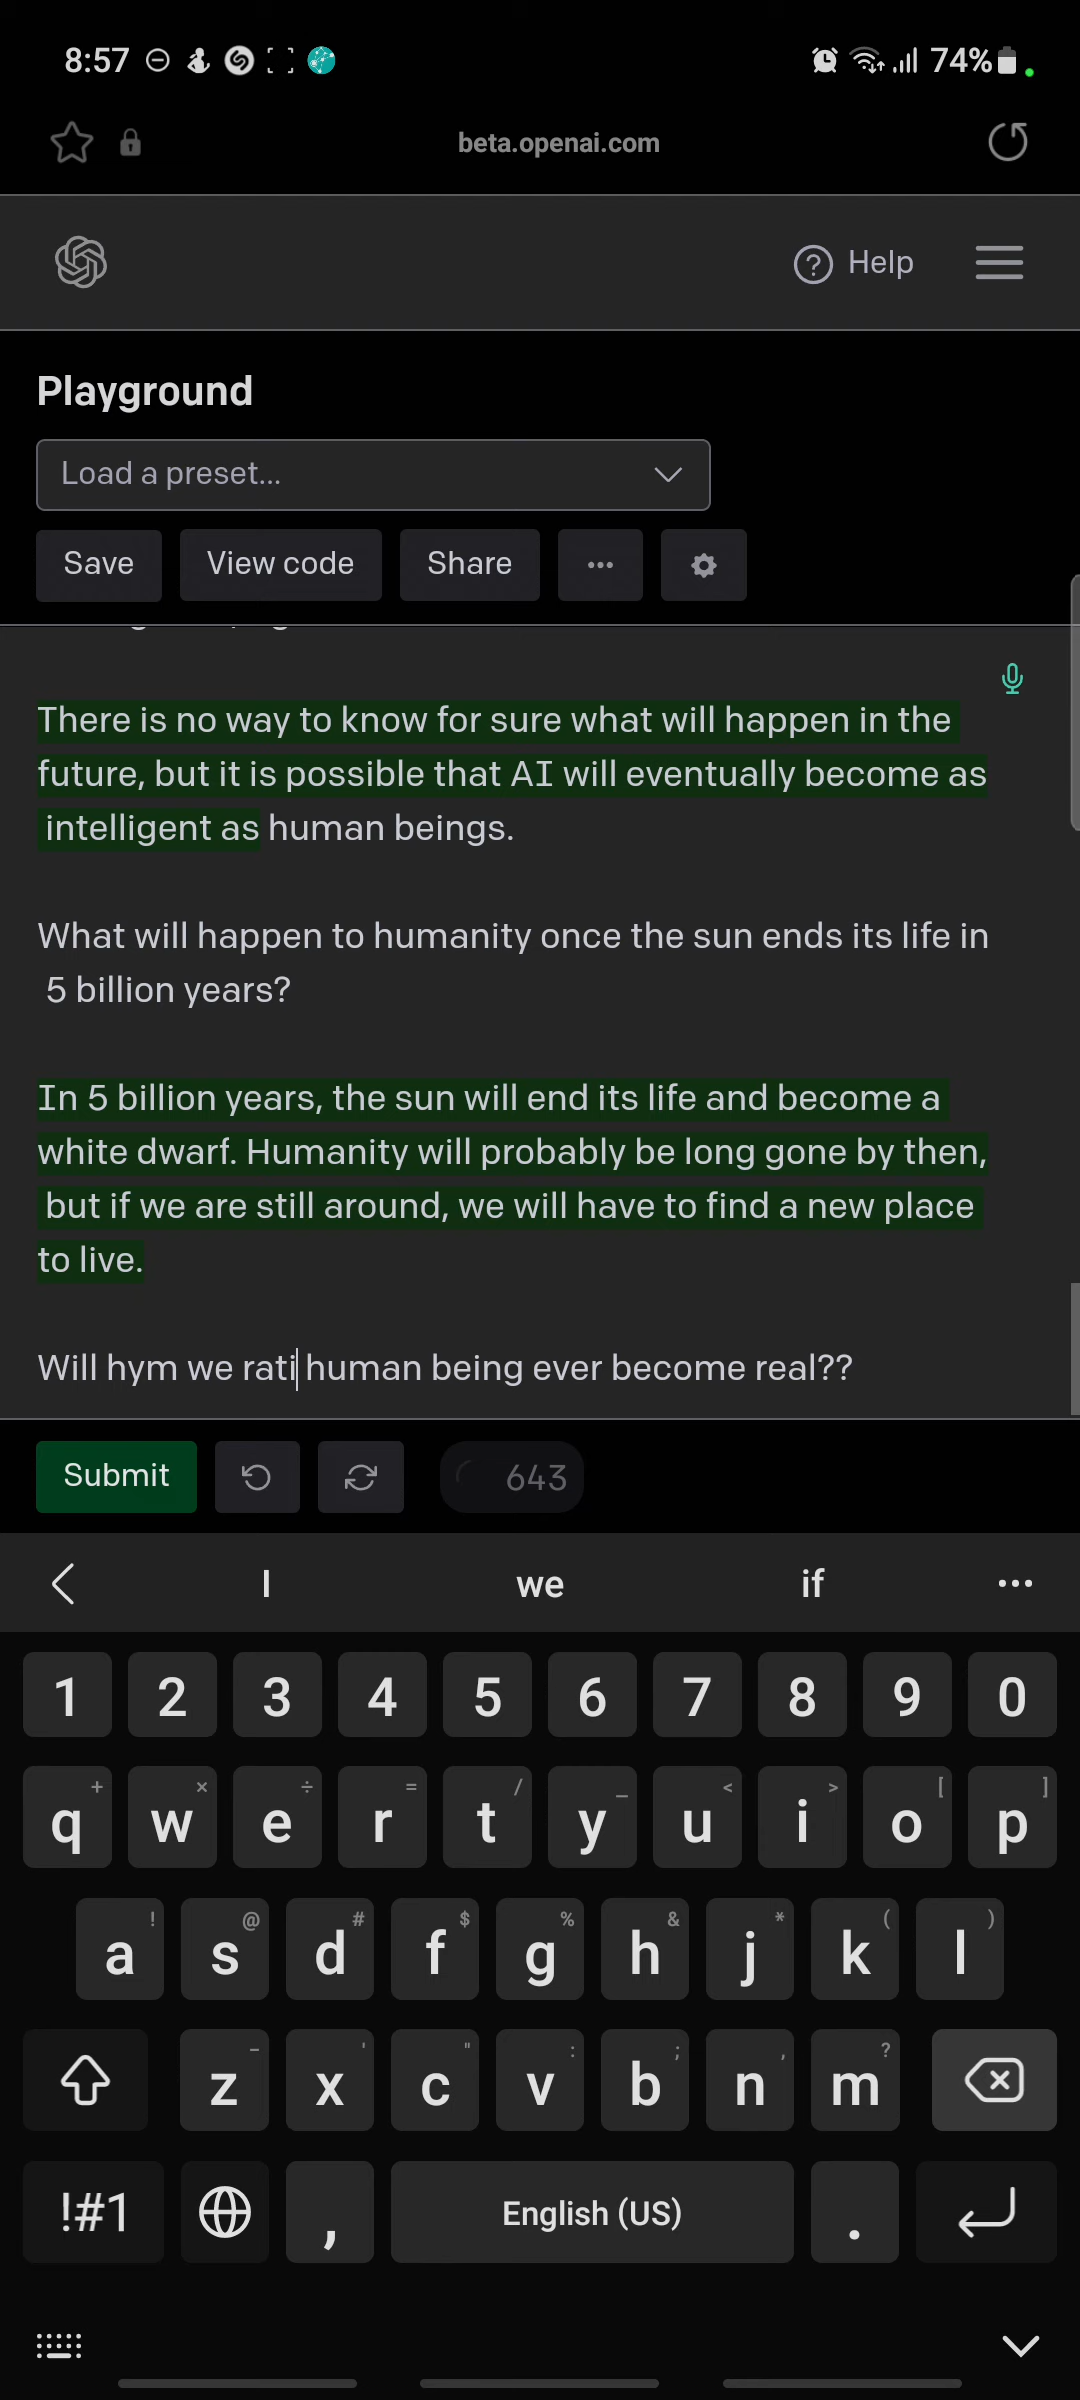 8:57
74%
beta.openai.com
Help
Playground
Load a preset...
Save
View code
Share
...
There is no way to know for sure what will happen in the
future, but it is possible that AI will eventually become as
intelligent as human beings.
What will happen to humanity once the sun ends its life in
5 billion years?
In 5 billion years, the sun will end its life and become a
white dwarf. Humanity will probably be long gone by then,
but if we are still around, we will have to find a new place
to live.
Will hym we rati human being ever become real??
Submit
643
I we if ...
1 2 3 4 5 6 7 8 9 0
+ × ÷ = / _ < > [ ]
q w e r t y u i o p
! @ # $ % & * ( )
a s d f g h j k l
- ' " : ; , ?
z x c v b n m
!#1 , English (US) .